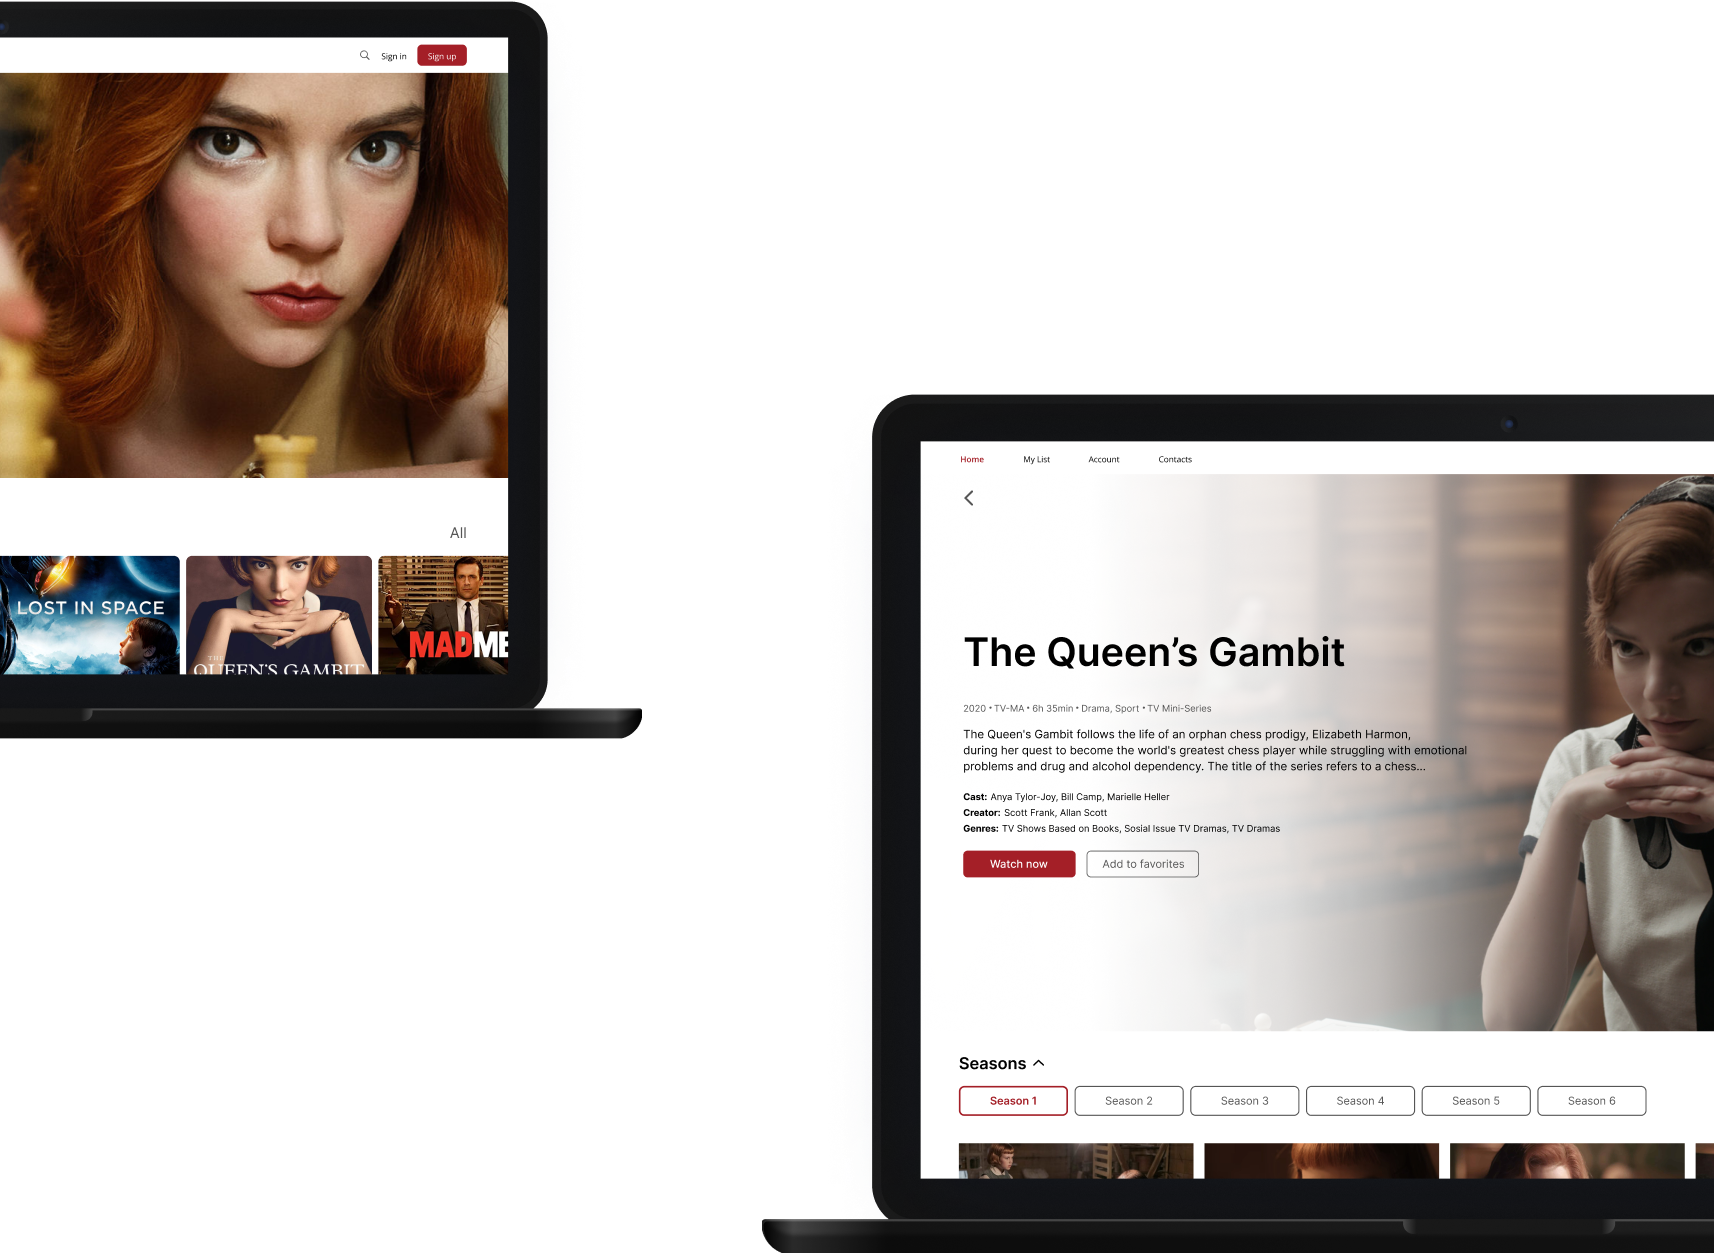 Sign in
Sign up
All
LOST IN SPACE
THE
QUEEN'S GAMBIT
MADME
Home
My List
Account
Contacts
The Queen’s Gambit
2020 • TV-MA • 6h 35min • Drama, Sport • TV Mini-Series
The Queen's Gambit follows the life of an orphan chess prodigy, Elizabeth Harmon,
during her quest to become the world's greatest chess player while struggling with emotional
problems and drug and alcohol dependency. The title of the series refers to a chess...
Cast: Anya Tylor-Joy, Bill Camp, Marielle Heller
Creator: Scott Frank, Allan Scott
Genres: TV Shows Based on Books, Sosial Issue TV Dramas, TV Dramas
Watch now
Add to favorites
Seasons
Season 1
Season 2
Season 3
Season 4
Season 5
Season 6